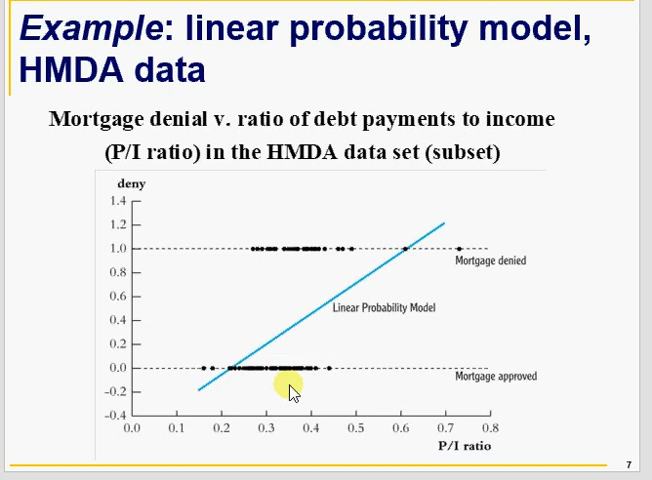 Example: linear probability model,
HMDA data
Mortgage denial v. ratio of debt payments to income
(P/I ratio) in the HMDA data set (subset)
deny
1.4
1.2
1.0
Mortgage denied
0.8
0.6
Linear Probability Model
0.4
0.2
0.0
Mortgage approved
-0.2
-0.4
0.0 0.1 0.2 0.3 0.4 0.5 0.6 0.7 0.8
P/I ratio
7